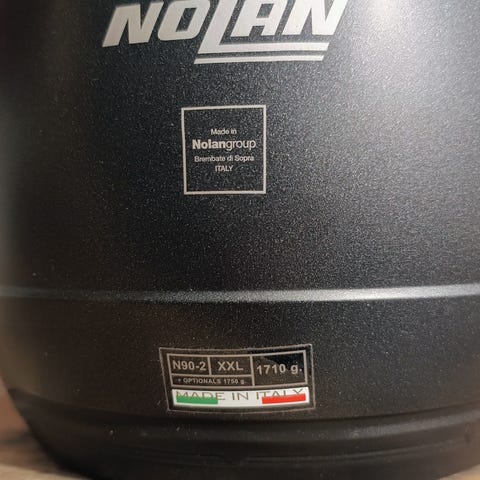 NOLAN
Made in
Nolangroup
Brembate di Sopra
ITALY
N90-2 XXL 1710 g.
+ OPTIONALS 1750 g.
MADE IN ITALY